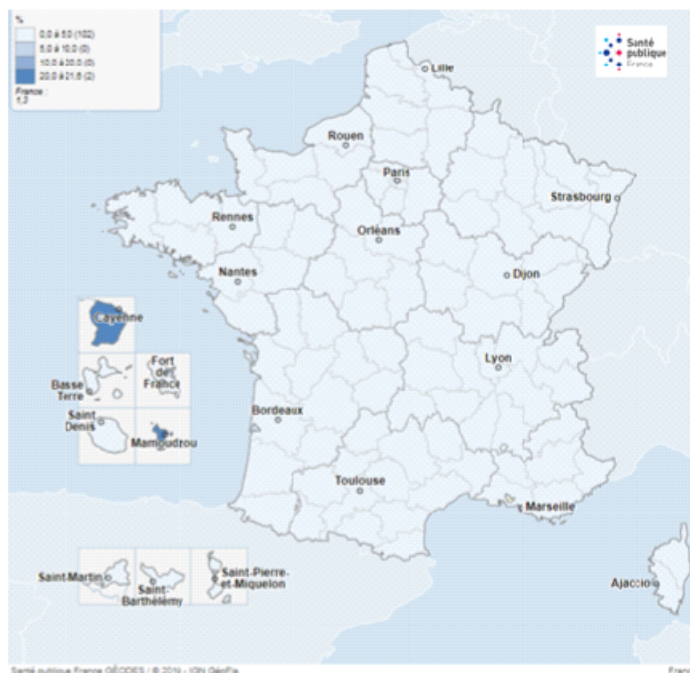 %
0,0 à 5,0 (102)
5,0 à 10,0 (0)
10,0 à 20,0 (0)
20,0 à 21,6 (2)
France :
1,3
Santé
publique
France
Lille
Rouen
Paris
Strasbourg
Rennes
Orléans
Nantes
Dijon
Cayenne
Lyon
Basse
Terre
Fort
de
France
Saint
Denis
Mamoudzou
Bordeaux
Toulouse
Marseille
Saint-Martin
Saint-
Barthélémy
Saint-Pierre-
et-Miquelon
Ajaccio
Santé publique France GÉODES / © 2019 - IGN GéoFla
Franc